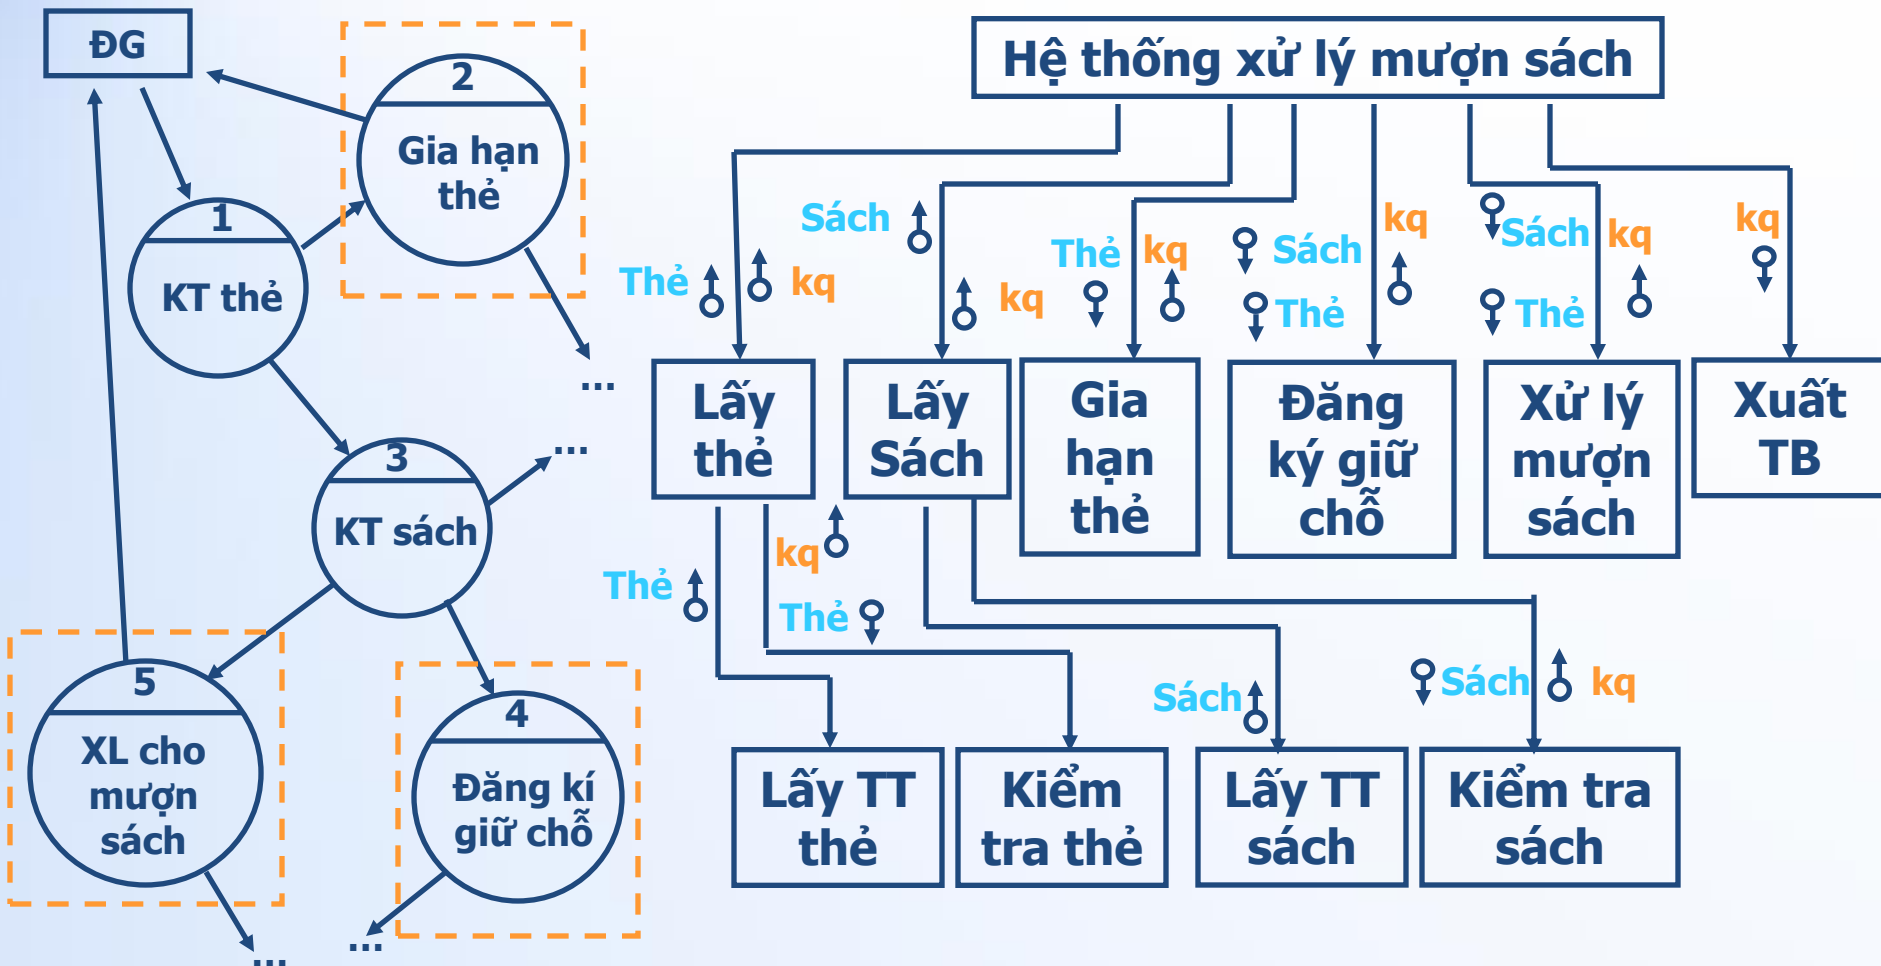 ĐG
2
Gia hạn
thẻ
1
KT thẻ
...
3
KT sách
...
5
XL cho
mượn
sách
...
4
Đăng kí
giữ chỗ
...
Hệ thống xử lý mượn sách
Thẻ
kq
Sách
kq
Thẻ
kq
Sách
Thẻ
kq
Sách
Thẻ
kq
kq
Lấy
thẻ
Lấy
Sách
Gia
hạn
thẻ
Đăng
ký giữ
chỗ
Xử lý
mượn
sách
Xuất
TB
Thẻ
kq
Thẻ
Sách
Sách
kq
Lấy TT
thẻ
Kiểm
tra thẻ
Lấy TT
sách
Kiểm tra
sách